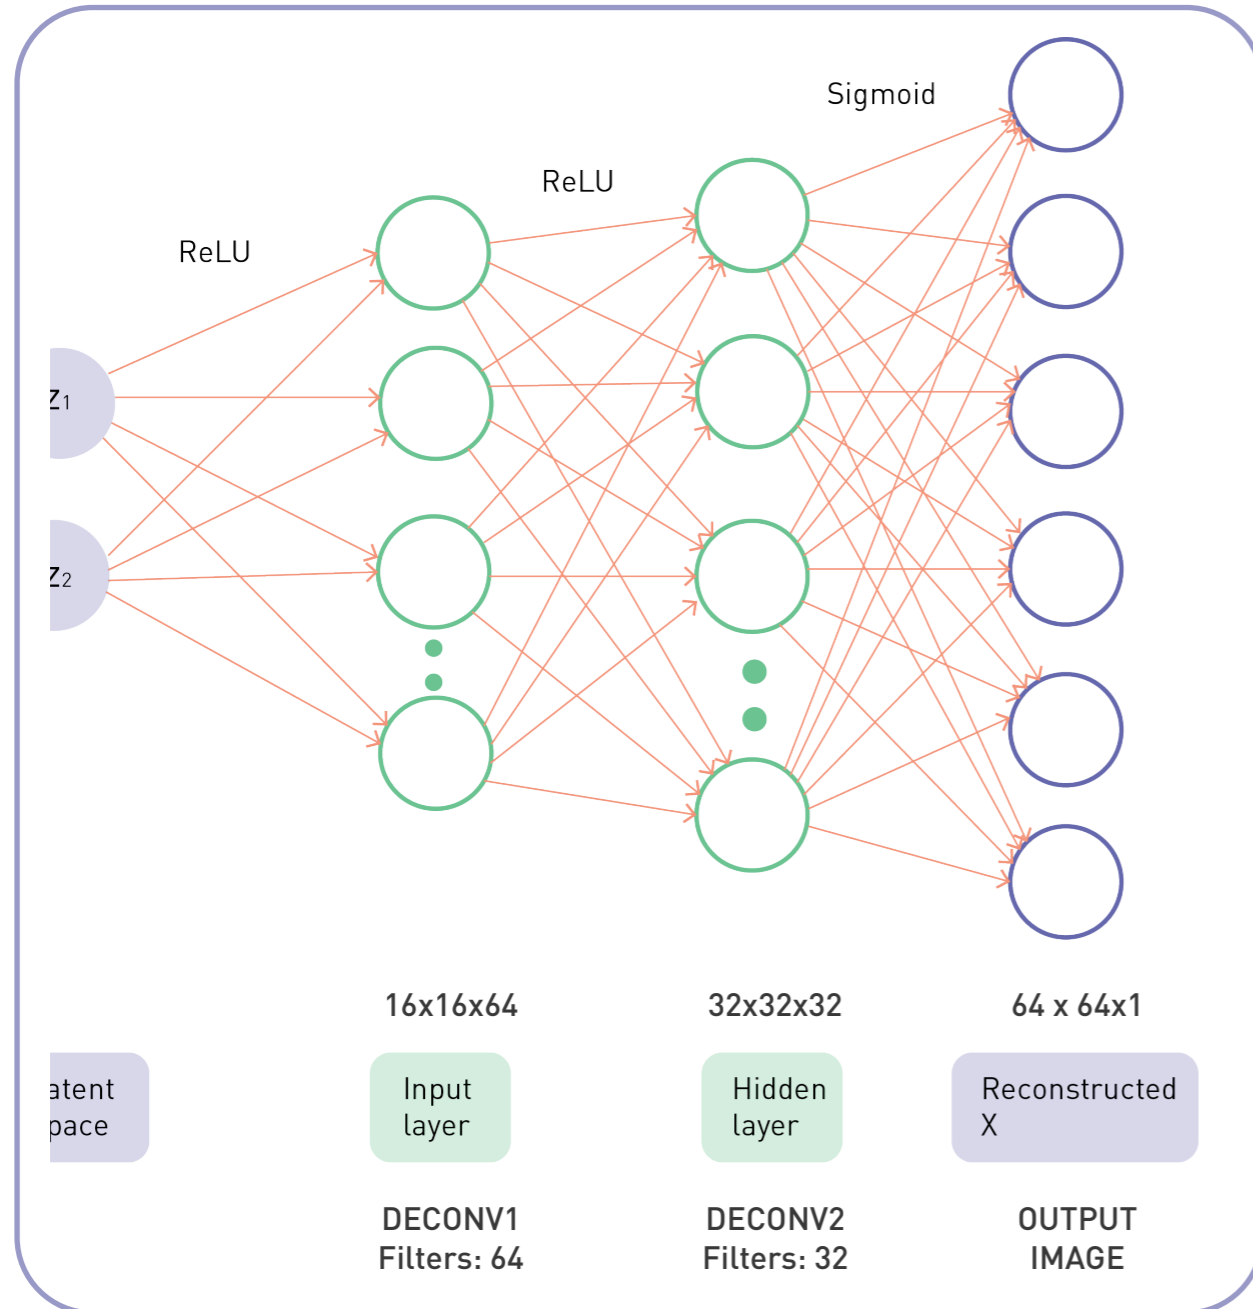 Sigmoid
ReLU
ReLU
z1
z2
16x16x64
32x32x32
64 x 64x1
atent
pace
Input
layer
Hidden
layer
Reconstructed
X
DECONV1
Filters: 64
DECONV2
Filters: 32
OUTPUT
IMAGE